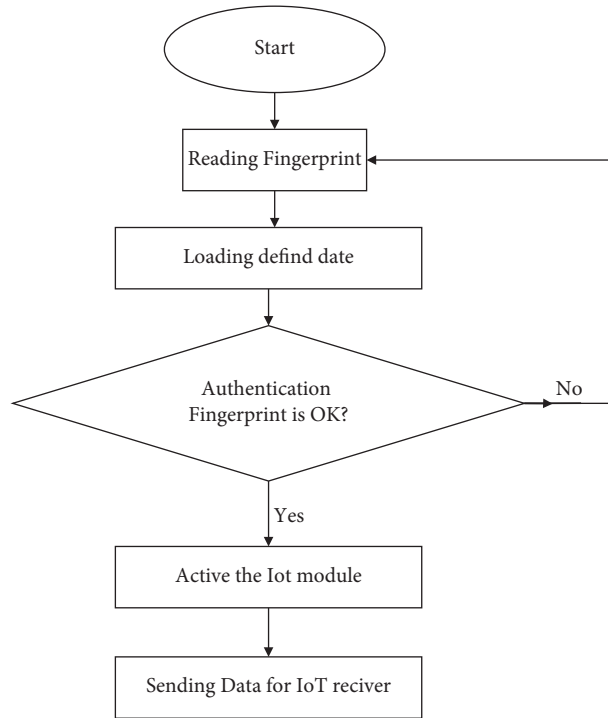 Start
Reading Fingerprint
Loading defind date
Authentication
Fingerprint is OK?
No
Yes
Active the Iot module
Sending Data for IoT reciver